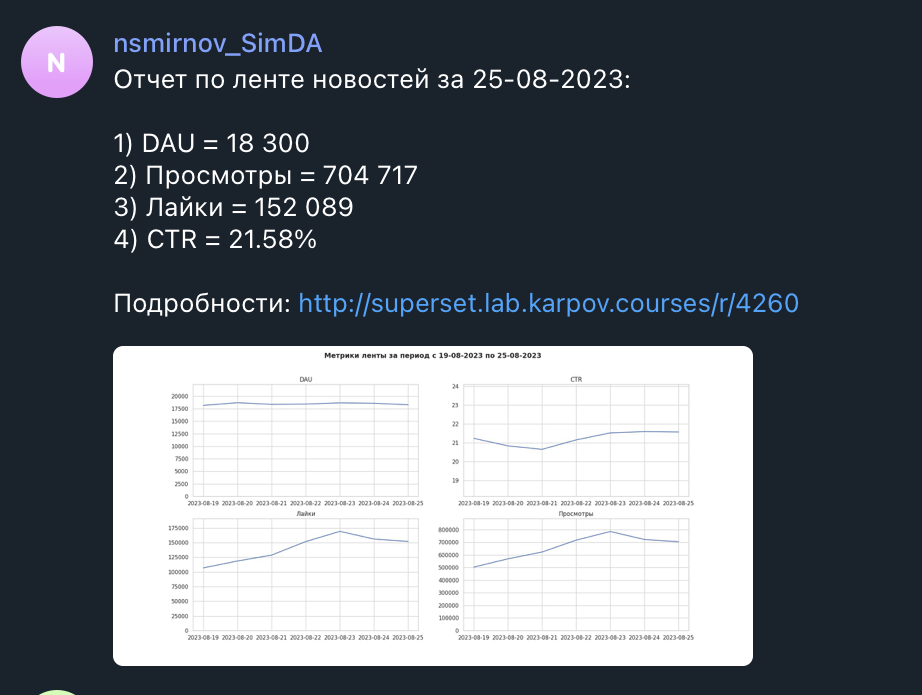 N
nsmirnov_SimDA
Отчет по ленте новостей за 25-08-2023:
1) DAU = 18 300
2) Просмотры = 704 717
3) Лайки = 152 089
4) CTR = 21.58%
Подробности: http://superset.lab.karpov.courses/r/4260
Метрики ленты за период с 19-08-2023 по 25-08-2023
DAU
20000
17500
15000
12500
10000
7500
5000
2500
0
2023-08-19 2023-08-20 2023-08-21 2023-08-22 2023-08-23 2023-08-24 2023-08-25
CTR
24
23
22
21
20
19
2023-08-19 2023-08-20 2023-08-21 2023-08-22 2023-08-23 2023-08-24 2023-08-25
Лайки
175000
150000
125000
100000
75000
50000
25000
0
2023-08-19 2023-08-20 2023-08-21 2023-08-22 2023-08-23 2023-08-24 2023-08-25
Просмотры
800000
700000
600000
500000
400000
300000
200000
100000
0
2023-08-19 2023-08-20 2023-08-21 2023-08-22 2023-08-23 2023-08-24 2023-08-25